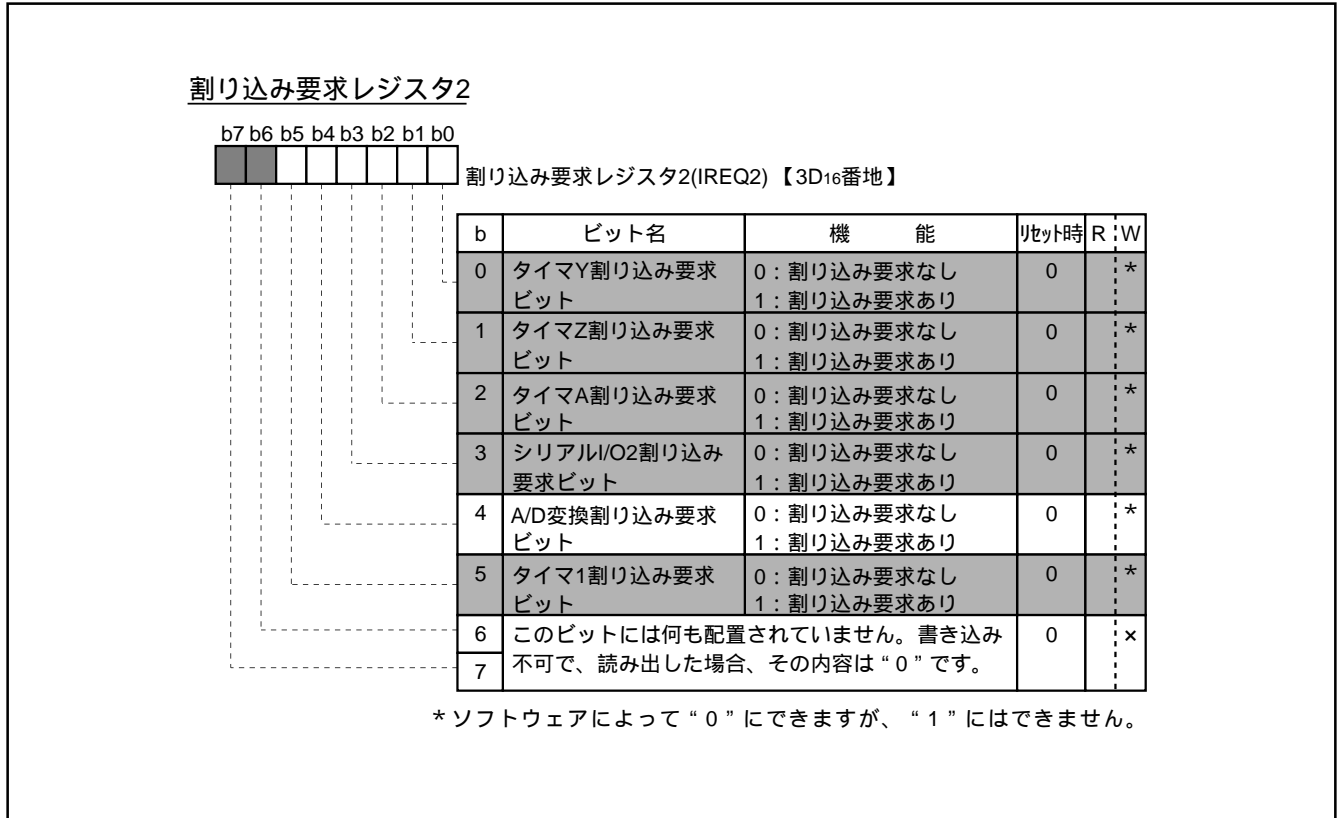 割り込み要求レジスタ2
b7 b6 b5 b4 b3 b2 b1 b0
割り込み要求レジスタ2(IREQ2)【3D16番地】
b ビット名 機 能 リセット時 R W
0 タイマY割り込み要求 0：割り込み要求なし 0 *
ビット 1：割り込み要求あり
1 タイマZ割り込み要求 0：割り込み要求なし 0 *
ビット 1：割り込み要求あり
2 タイマA割り込み要求 0：割り込み要求なし 0 *
ビット 1：割り込み要求あり
3 シリアルI/O2割り込み 0：割り込み要求なし 0 *
要求ビット 1：割り込み要求あり
4 A/D変換割り込み要求 0：割り込み要求なし 0 *
ビット 1：割り込み要求あり
5 タイマ1割り込み要求 0：割り込み要求なし 0 *
ビット 1：割り込み要求あり
6 このビットには何も配置されていません。書き込み 0 ×
7 不可で、読み出した場合、その内容は“0”です。
*ソフトウェアによって“0”にできますが、“1”にはできません。